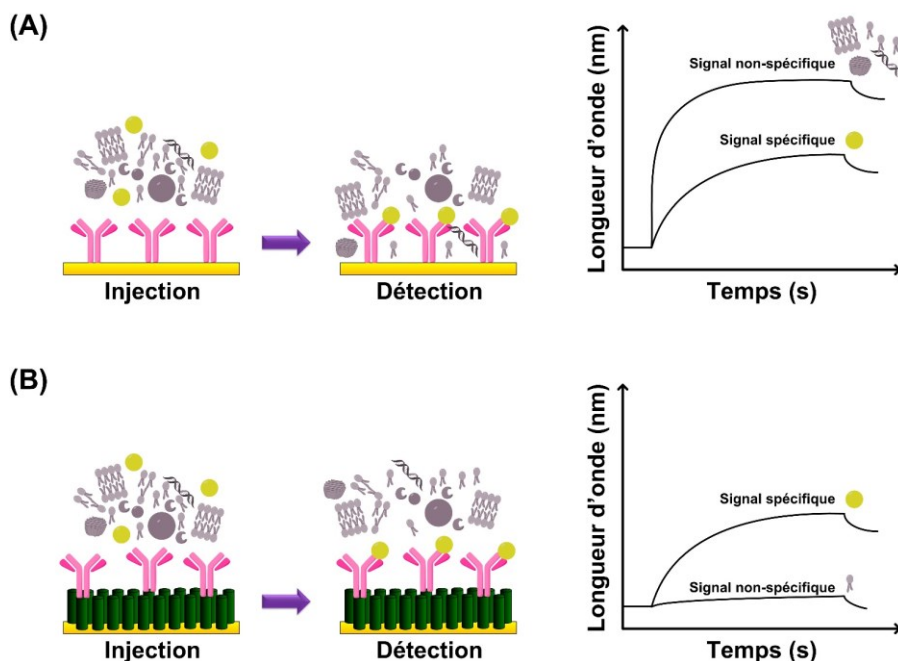 (A)
Injection
Détection
Longueur d’onde (nm)
Signal non-spécifique
Signal spécifique
Temps (s)
(B)
Injection
Détection
Longueur d’onde (nm)
Signal spécifique
Signal non-spécifique
Temps (s)